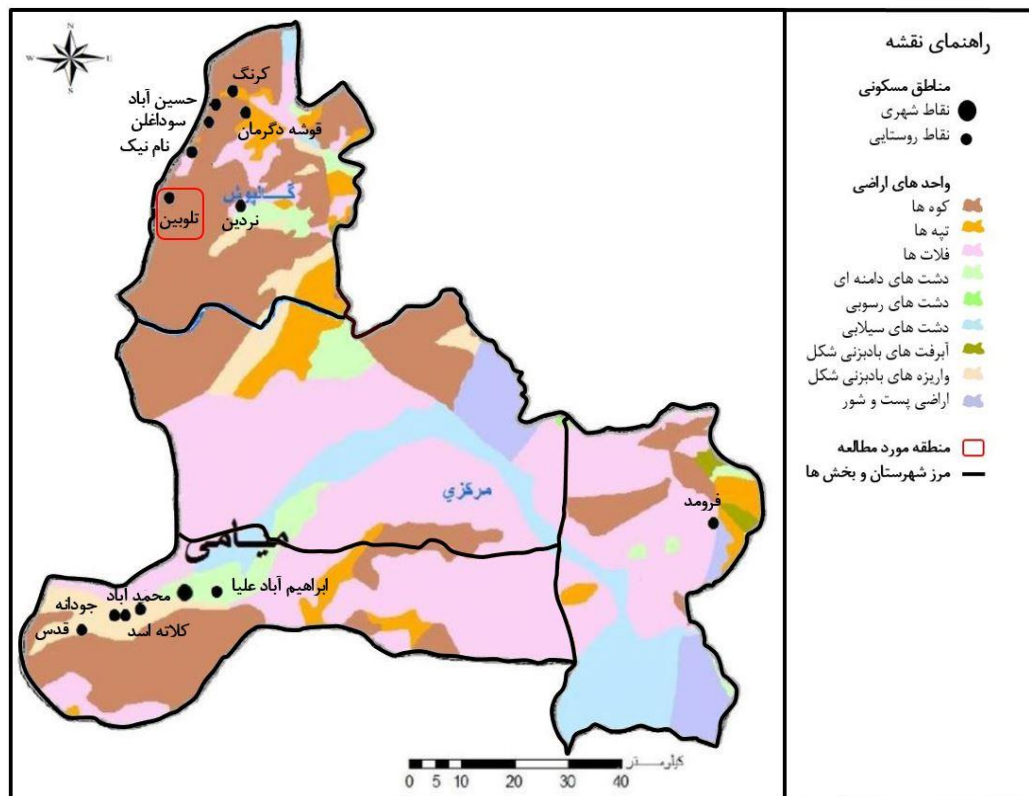 راهنمای نقشه
مناطق مسکونی
نقاط شهری
نقاط روستایی
واحد های اراضی
کوه ها
تپه ها
فلات ها
دشت های دامنه ای
دشت های رسوبی
دشت های سیلابی
آبرفت های بادبزنی شکل
واریزه های بادبزنی شکل
اراضی پست و شور
منطقه مورد مطالعه
مرز شهرستان و بخش ها
N
W
E
S
کرنگ
حسین آباد
سوداغلن
قوشه دگرمان
نام نیک
کالپوش
تلوبین
نردین
مرکزي
فرومد
میامی
ابراهیم آباد علیا
محمد آباد
جودانه
کلاته اسد
قدس
کیلومتر
0 5 10 20 30 40